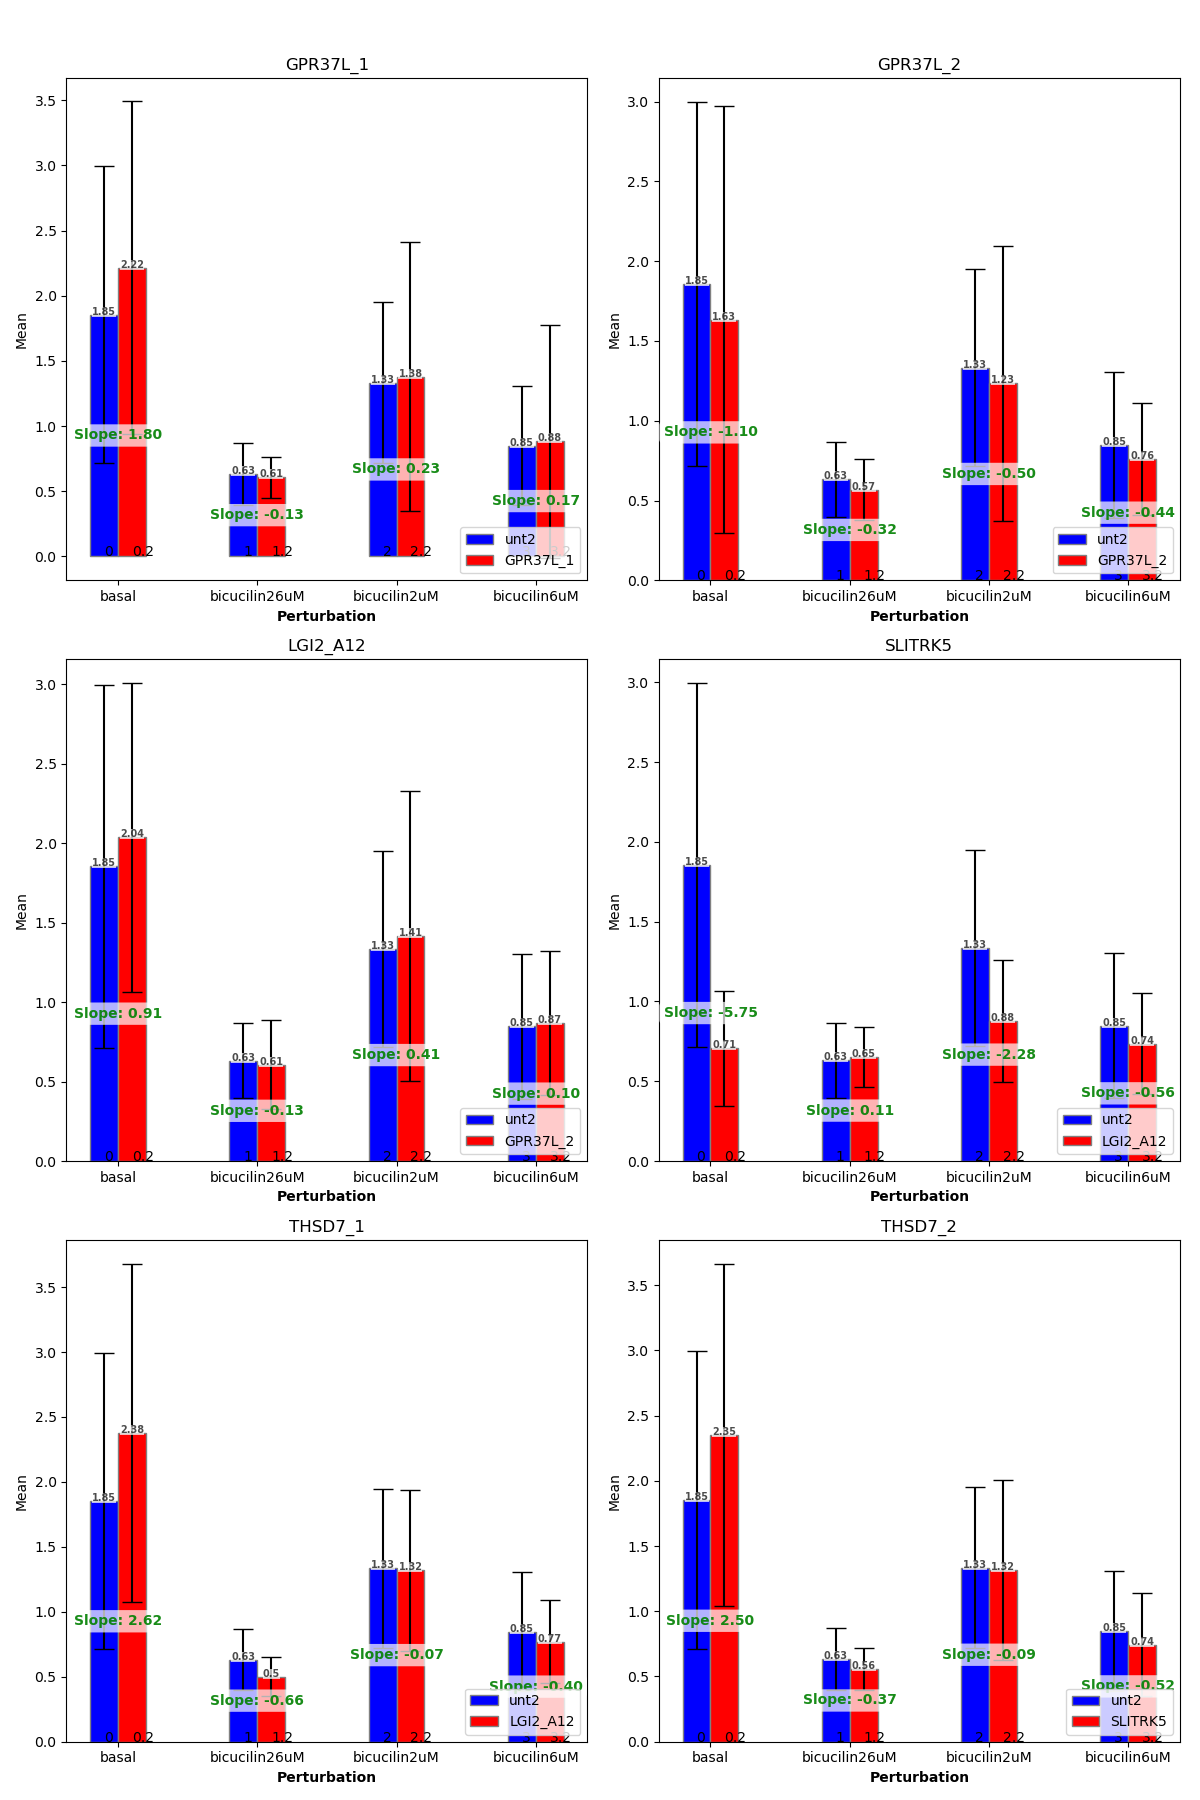 GPR37L_1
3.5
3.0
2.5
2.0
1.5
1.0
0.5
0.0
Mean
1.85
2.22
0.63
0.61
1.33
1.38
0.85
0.88
Slope: 1.80
Slope: -0.13
Slope: 0.23
Slope: 0.17
0
0.2
1
1.2
2
2.2
3.2
unt2
GPR37L_1
basal
bicucilin26uM
bicucilin2uM
bicucilin6uM
Perturbation
GPR37L_2
3.0
2.5
2.0
1.5
1.0
0.5
0.0
Mean
1.85
1.63
0.63
0.57
1.33
1.23
0.85
0.76
Slope: -1.10
Slope: -0.32
Slope: -0.50
Slope: -0.44
0
0.2
1
1.2
2
2.2
3
3.2
unt2
GPR37L_2
basal
bicucilin26uM
bicucilin2uM
bicucilin6uM
Perturbation
LGI2_A12
3.0
2.5
2.0
1.5
1.0
0.5
0.0
Mean
1.85
2.04
0.63
0.61
1.33
1.41
0.85
0.87
Slope: 0.91
Slope: -0.13
Slope: 0.41
Slope: 0.10
0
0.2
1
1.2
2
2.2
3
3.2
unt2
GPR37L_2
basal
bicucilin26uM
bicucilin2uM
bicucilin6uM
Perturbation
SLITRK5
3.0
2.5
2.0
1.5
1.0
0.5
0.0
Mean
1.85
0.71
0.63
0.65
1.33
0.88
0.85
0.74
Slope: -5.75
Slope: 0.11
Slope: -2.28
Slope: -0.56
0
0.2
1
1.2
2
2.2
3
3.2
unt2
LGI2_A12
basal
bicucilin26uM
bicucilin2uM
bicucilin6uM
Perturbation
THSD7_1
3.5
3.0
2.5
2.0
1.5
1.0
0.5
0.0
Mean
1.85
2.38
0.63
0.5
1.33
1.32
0.85
0.77
Slope: 2.62
Slope: -0.66
Slope: -0.07
Slope: -0.40
0
0.2
1
1.2
2
2.2
3
3.2
unt2
LGI2_A12
basal
bicucilin26uM
bicucilin2uM
bicucilin6uM
Perturbation
THSD7_2
3.5
3.0
2.5
2.0
1.5
1.0
0.5
0.0
Mean
1.85
2.35
0.63
0.56
1.33
1.32
0.85
0.74
Slope: 2.50
Slope: -0.37
Slope: -0.09
Slope: -0.52
0
0.2
1
1.2
2
2.2
3
3.2
unt2
SLITRK5
basal
bicucilin26uM
bicucilin2uM
bicucilin6uM
Perturbation